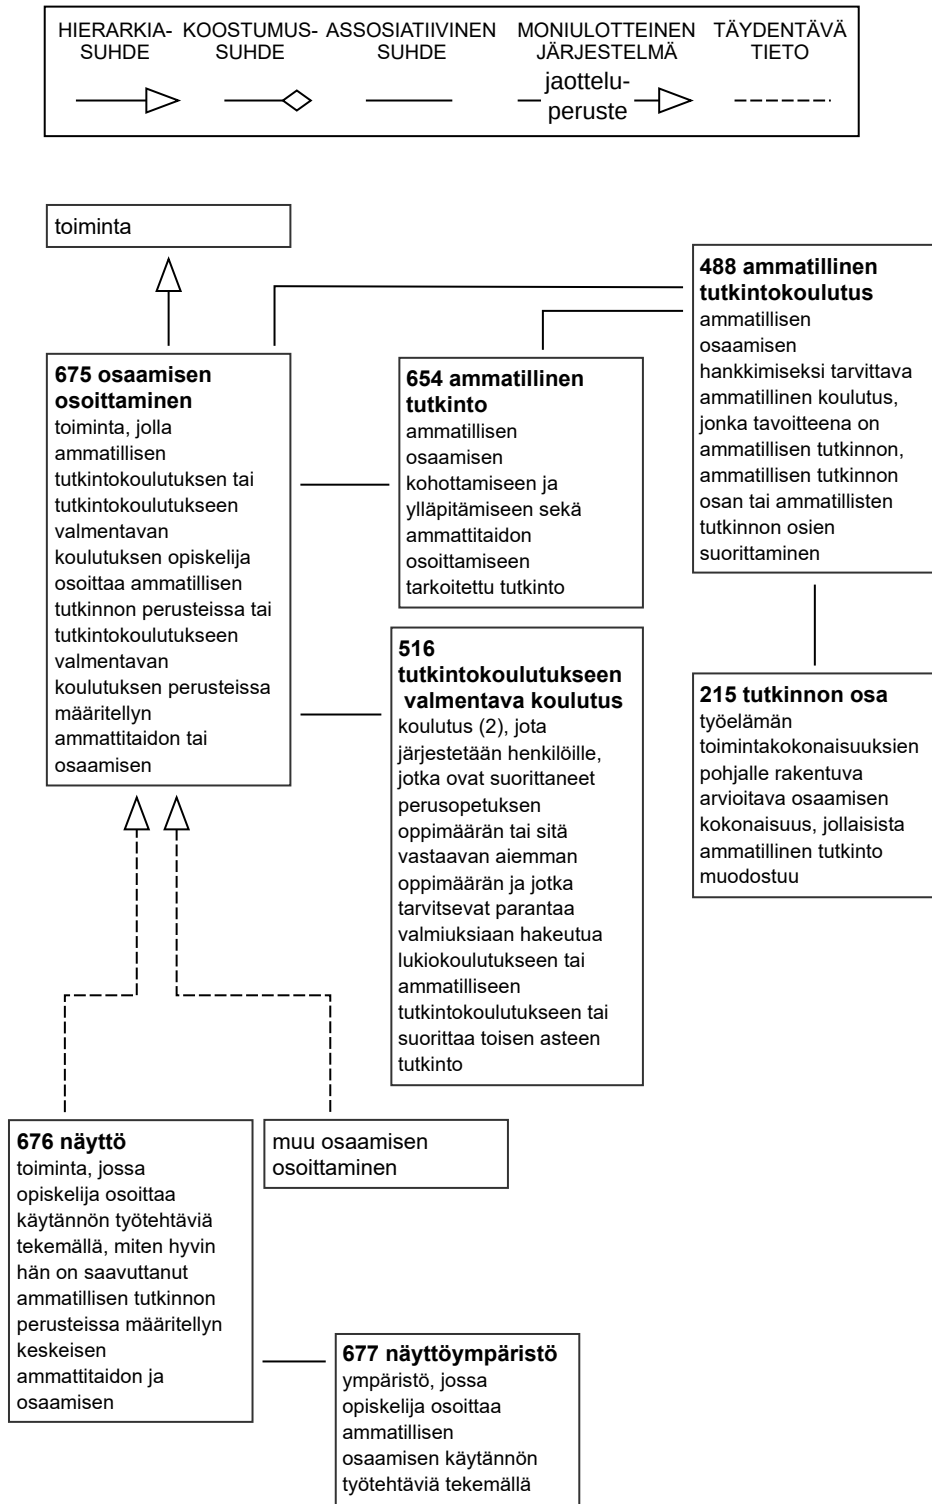 HIERARKIA-
SUHDE
KOOSTUMUS-
SUHDE
ASSOSIATIIVINEN
SUHDE
MONIULOTTEINEN
JÄRJESTELMÄ
jaottelu-
peruste
TÄYDENTÄVÄ
TIETO
toiminta
488 ammatillinen
tutkintokoulutus
ammatillisen
osaamisen
hankkimiseksi tarvittava
ammatillinen koulutus,
jonka tavoitteena on
ammatillisen tutkinnon,
ammatillisen tutkinnon
osan tai ammatillisten
tutkinnon osien
suorittaminen
675 osaamisen
osoittaminen
toiminta, jolla
ammatillisen
tutkintokoulutuksen tai
tutkintokoulutukseen
valmentavan
koulutuksen opiskelija
osoittaa ammatillisen
tutkinnon perusteissa tai
tutkintokoulutukseen
valmentavan
koulutuksen perusteissa
määritellyn
ammattitaidon tai
osaamisen
654 ammatillinen
tutkinto
ammatillisen
osaamisen
kohottamiseen ja
ylläpitämiseen sekä
ammattitaidon
osoittamiseen
tarkoitettu tutkinto
516
tutkintokoulutukseen
valmentava koulutus
koulutus (2), jota
järjestetään henkilöille,
jotka ovat suorittaneet
perusopetuksen
oppimäärän tai sitä
vastaavan aiemman
oppimäärän ja jotka
tarvitsevat parantaa
valmiuksiaan hakeutua
lukiokoulutukseen tai
ammatilliseen
tutkintokoulutukseen tai
suorittaa toisen asteen
tutkinto
215 tutkinnon osa
työelämän
toimintakokonaisuuksien
pohjalle rakentuva
arvioitava osaamisen
kokonaisuus, jollaisista
ammatillinen tutkinto
muodostuu
676 näyttö
toiminta, jossa
opiskelija osoittaa
käytännön työtehtäviä
tekemällä, miten hyvin
hän on saavuttanut
ammatillisen tutkinnon
perusteissa määritellyn
keskeisen
ammattitaidon ja
osaamisen
muu osaamisen
osoittaminen
677 näyttöympäristö
ympäristö, jossa
opiskelija osoittaa
ammatillisen
osaamisen käytännön
työtehtäviä tekemällä